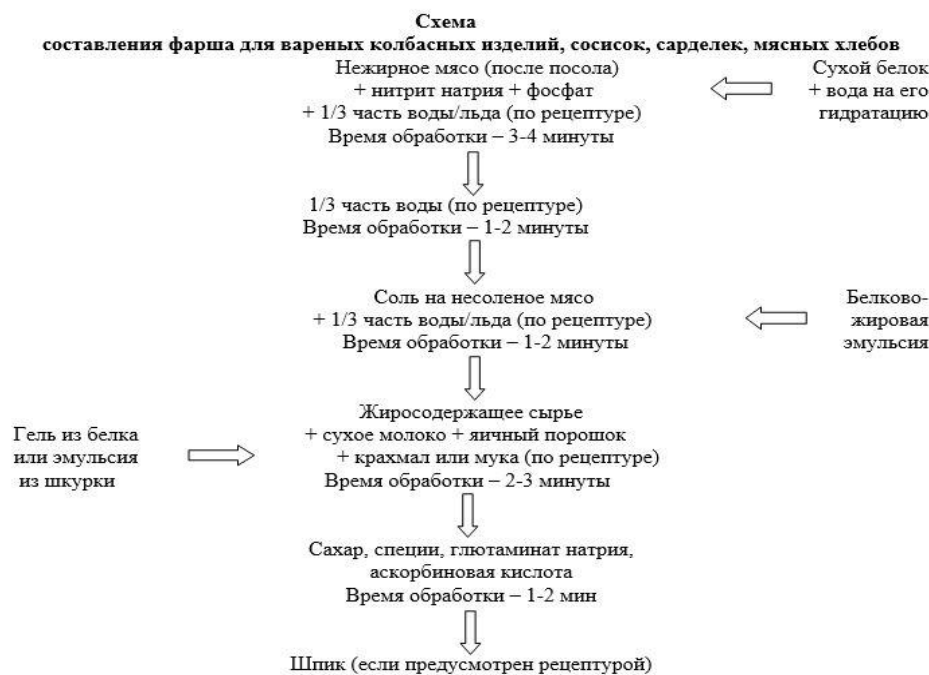 Схема
составления фарша для вареных колбасных изделий, сосисок, сарделек, мясных хлебов
Нежирное мясо (после посола)
+ нитрит натрия + фосфат
+ 1/3 часть воды/льда (по рецептуре)
Время обработки – 3-4 минуты
Сухой белок
+ вода на его
гидратацию
1/3 часть воды (по рецептуре)
Время обработки – 1-2 минуты
Соль на несоленое мясо
+ 1/3 часть воды/льда (по рецептуре)
Время обработки – 1-2 минуты
Белково-
жировая
эмульсия
Гель из белка
или эмульсия
из шкурки
Жиросодержащее сырье
+ сухое молоко + яичный порошок
+ крахмал или мука (по рецептуре)
Время обработки – 2-3 минуты
Сахар, специи, глютаминат натрия,
аскорбиновая кислота
Время обработки – 1-2 мин
Шпик (если предусмотрен рецептурой)